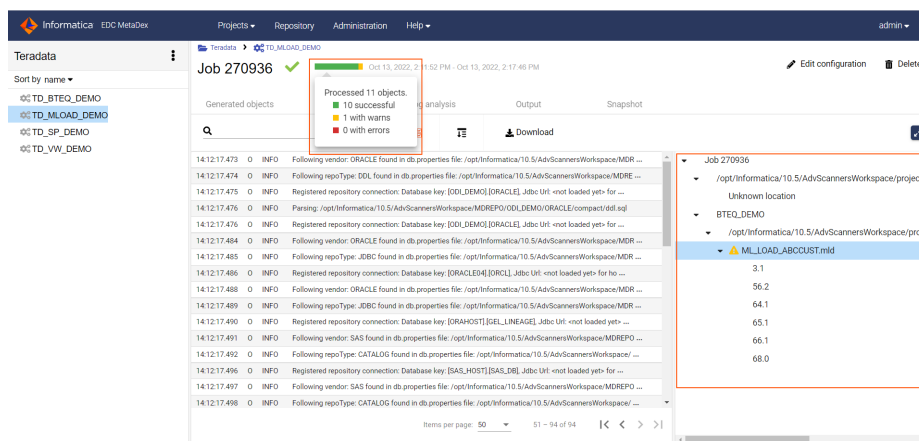 Informatica EDC MetaDex Projects Repository Administration Help admin
Teradata
Teradata > TD_MLOAD_DEMO
Job 270936 Oct 13, 2022, 2:11:52 PM - Oct 13, 2022, 2:17:46 PM Edit configuration Delete
Sort by name
TD_BTEQ_DEMO
TD_MLOAD_DEMO
TD_SP_DEMO
TD_VW_DEMO
Processed 11 objects.
10 successful
1 with warns
0 with errors
Generated objects analysis Output Snapshot
Download
14:12:17.473 0 INFO Following vendor: ORACLE found in db.properties file: /opt/Informatica/10.5/AdvScannersWorkspace/MDR ...
14:12:17.474 0 INFO Following repoType: DDL found in db.properties file: /opt/Informatica/10.5/AdvScannersWorkspace/MDRE ...
14:12:17.475 0 INFO Registered repository connection: Database key: [ODI_DEMO].[ORACLE], Jdbc Url: <not loaded yet> for ...
14:12:17.476 0 INFO Parsing: /opt/Informatica/10.5/AdvScannersWorkspace/MDREPO/ODI_DEMO/ORACLE/compact/ddl.sql
14:12:17.476 0 INFO Registered repository connection: Database key: [ODI_DEMO].[ORACLE], Jdbc Url: <not loaded yet> for ...
14:12:17.484 0 INFO Following vendor: ORACLE found in db.properties file: /opt/Informatica/10.5/AdvScannersWorkspace/MDR ...
14:12:17.485 0 INFO Following repoType: JDBC found in db.properties file: /opt/Informatica/10.5/AdvScannersWorkspace/MDR ...
14:12:17.486 0 INFO Registered repository connection: Database key: [ORACLE04].[ORCL], Jdbc Url: <not loaded yet> for ho ...
14:12:17.488 0 INFO Following vendor: ORACLE found in db.properties file: /opt/Informatica/10.5/AdvScannersWorkspace/MDR ...
14:12:17.489 0 INFO Following repoType: JDBC found in db.properties file: /opt/Informatica/10.5/AdvScannersWorkspace/MDR ...
14:12:17.490 0 INFO Registered repository connection: Database key: [ORAHOST].[GEL_LINEAGE], Jdbc Url: <not loaded yet> ...
14:12:17.491 0 INFO Following vendor: SAS found in db.properties file: /opt/Informatica/10.5/AdvScannersWorkspace/MDREPO ...
14:12:17.492 0 INFO Following repoType: CATALOG found in db.properties file: /opt/Informatica/10.5/AdvScannersWorkspace/ ...
14:12:17.496 0 INFO Registered repository connection: Database key: [SAS_HOST].[SAS_DB], Jdbc Url: <not loaded yet> for ...
14:12:17.497 0 INFO Following vendor: SAS found in db.properties file: /opt/Informatica/10.5/AdvScannersWorkspace/MDREPO ...
14:12:17.498 0 INFO Following repoType: CATALOG found in db.properties file: /opt/Informatica/10.5/AdvScannersWorkspace/ ...
Items per page: 50 51 – 94 of 94
Job 270936
/opt/Informatica/10.5/AdvScannersWorkspace/projec
Unknown location
BTEQ_DEMO
/opt/Informatica/10.5/AdvScannersWorkspace/pro
ML_LOAD_ABCCUST.mld
3.1
56.2
64.1
65.1
66.1
68.0